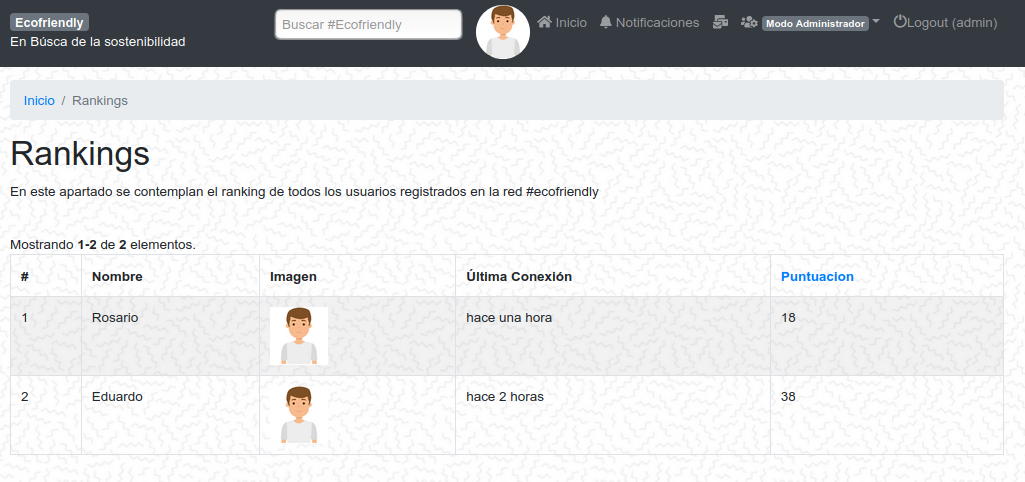 Ecofriendly
Buscar #Ecofriendly
Inicio
Notificaciones
Modo Administrador
Logout (admin)
En Búsca de la sostenibilidad
Inicio / Rankings
Rankings
En este apartado se contemplan el ranking de todos los usuarios registrados en la red #ecofriendly
Mostrando 1-2 de 2 elementos.
# Nombre Imagen Última Conexión Puntuacion
1 Rosario hace una hora 18
2 Eduardo hace 2 horas 38